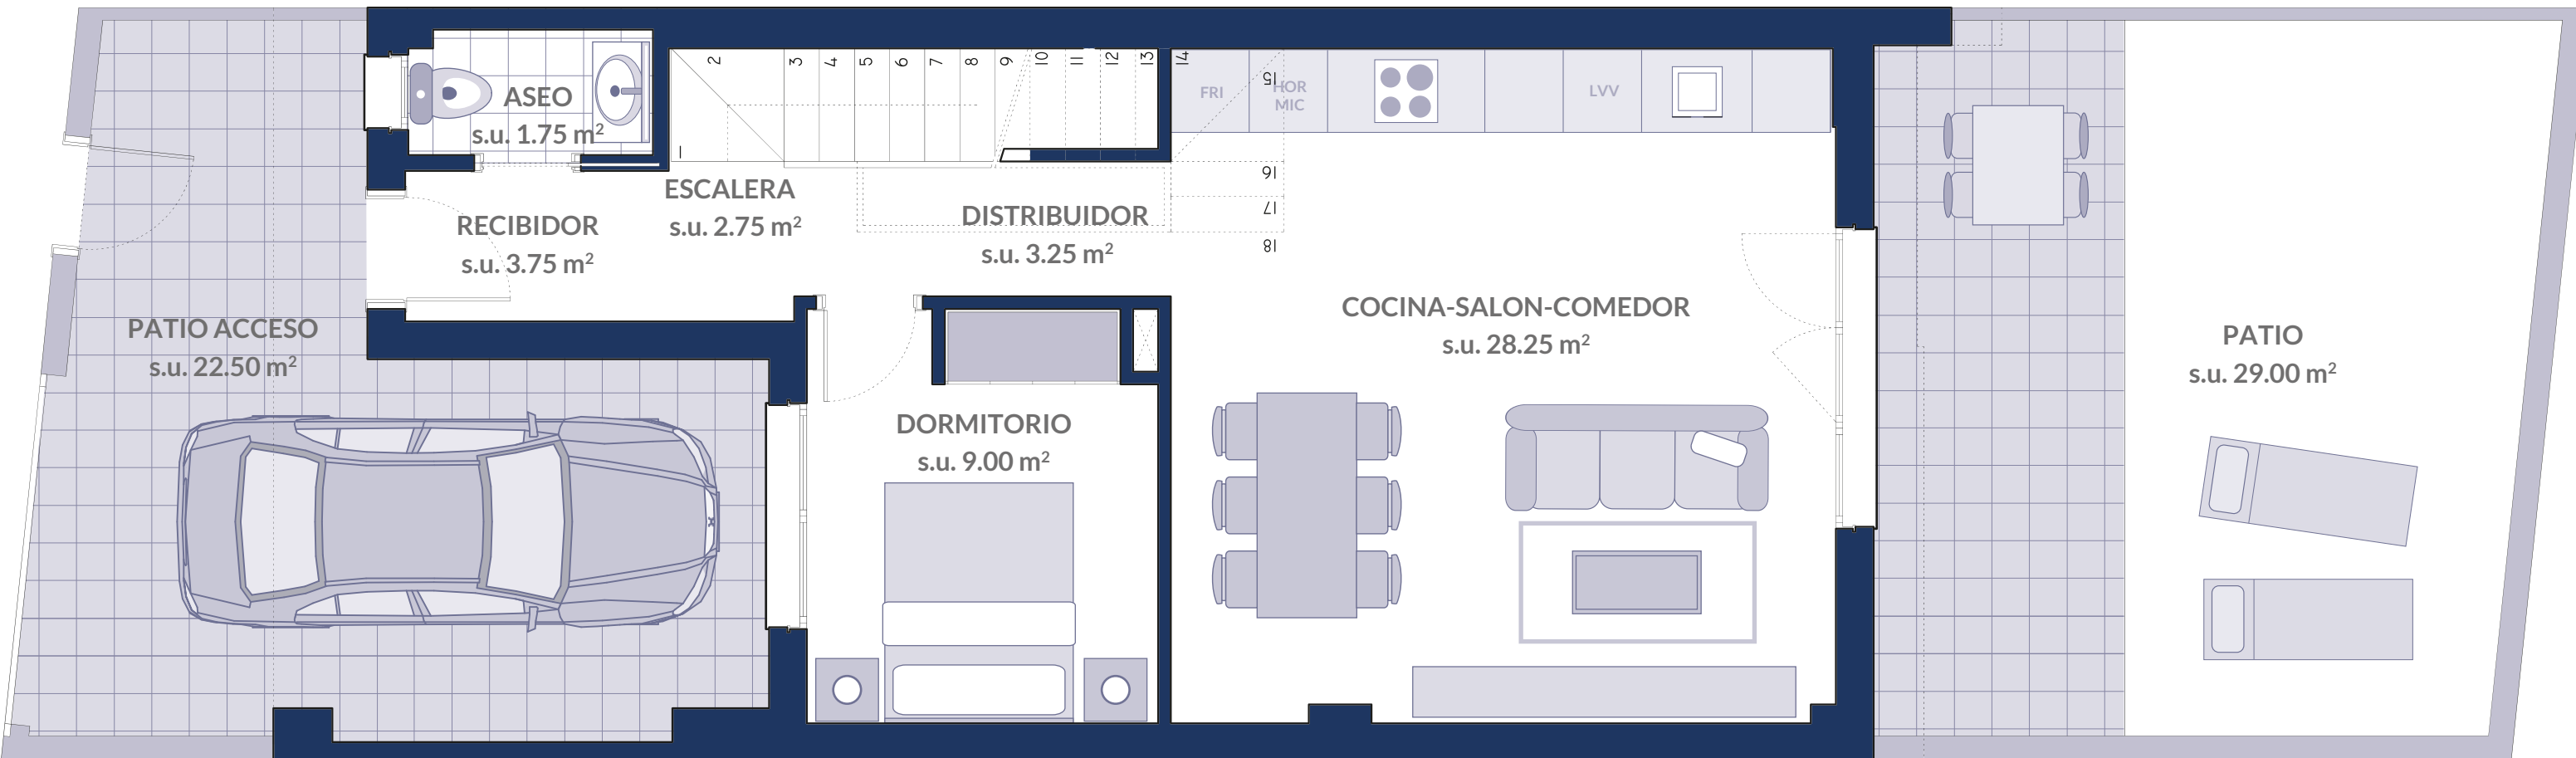 ASEO
s.u. 1.75 m²
1
2
3
4
5
6
7
8
9
10
11
12
13
14
15
16
17
18
FRI
HOR
MIC
LVV
ESCALERA
s.u. 2.75 m²
RECIBIDOR
s.u. 3.75 m²
DISTRIBUIDOR
s.u. 3.25 m²
PATIO ACCESO
s.u. 22.50 m²
COCINA-SALON-COMEDOR
s.u. 28.25 m²
PATIO
s.u. 29.00 m²
DORMITORIO
s.u. 9.00 m²